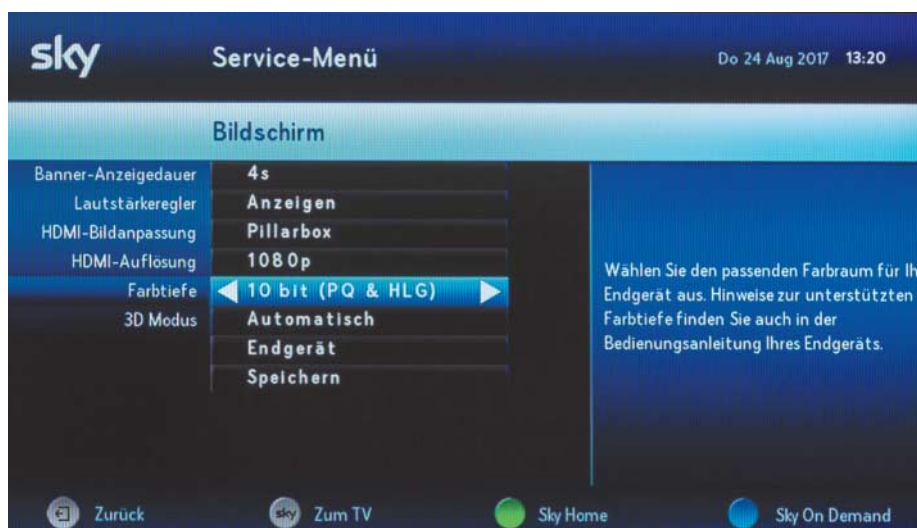 sky Service-Menü Do 24 Aug 2017 13:20
Bildschirm
Banner-Anzeigedauer 4s
Lautstärkeregler Anzeigen
HDMI-Bildanpassung Pillarbox
HDMI-Auflösung 1080p
Farbtiefe 10 bit (PQ & HLG)
3D Modus Automatisch
Endgerät
Speichern
Wählen Sie den passenden Farbraum für Ih
Endgerät aus. Hinweise zur unterstützten
Farbtiefe finden Sie auch in der
Bedienungsanleitung Ihres Endgeräts.
Zurück sky Zum TV Sky Home Sky On Demand